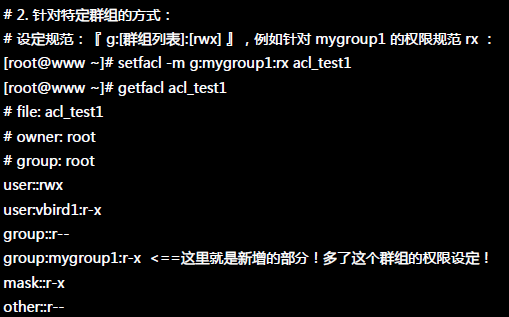 # 2. 针对特定群组的方式：
# 设定规范：『 g:[群组列表]:[rwx] 』，例如针对 mygroup1 的权限规范 rx ：
[root@www ~]# setfacl -m g:mygroup1:rx acl_test1
[root@www ~]# getfacl acl_test1
# file: acl_test1
# owner: root
# group: root
user::rwx
user:vbird1:r-x
group::r--
group:mygroup1:r-x <==这里就是新增的部分！多了这个群组的权限设定！
mask::r-x
other::r--